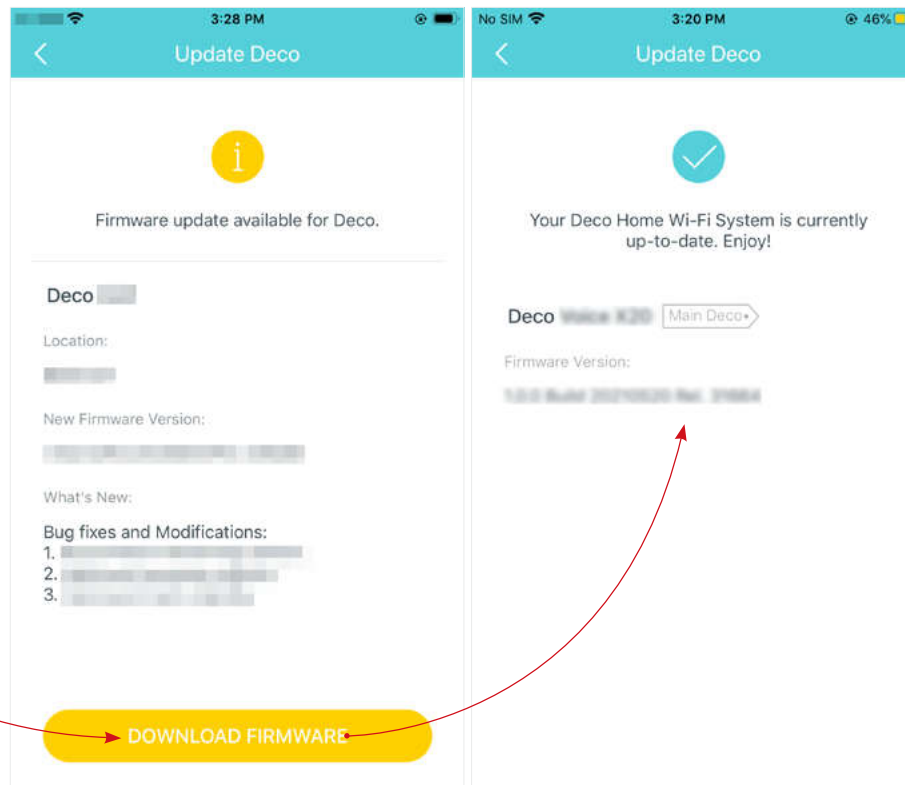 3:28 PM
Update Deco
i
Firmware update available for Deco.
Deco
Location:
New Firmware Version:
What's New:
Bug fixes and Modifications:
1.
2.
3.
DOWNLOAD FIRMWARE
No SIM 3:20 PM 46%
Update Deco
Your Deco Home Wi-Fi System is currently
up-to-date. Enjoy!
Deco Main Deco
Firmware Version: